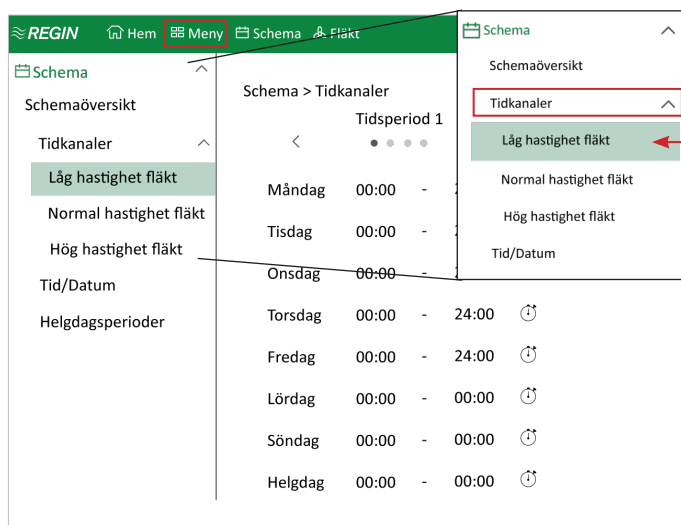 REGIN Hem Meny Schema Fläkt
Schema
Schemaöversikt
Tidkanaler
Låg hastighet fläkt
Normal hastighet fläkt
Hög hastighet fläkt
Tid/Datum
Helgdagsperioder
Schema > Tidkanaler
Tidsperiod 1
Måndag 00:00 -
Tisdag 00:00 -
Onsdag 00:00 -
Torsdag 00:00 - 24:00
Fredag 00:00 - 24:00
Lördag 00:00 - 00:00
Söndag 00:00 - 00:00
Helgdag 00:00 - 00:00
Schema
Schemaöversikt
Tidkanaler
Låg hastighet fläkt
Normal hastighet fläkt
Hög hastighet fläkt
Tid/Datum